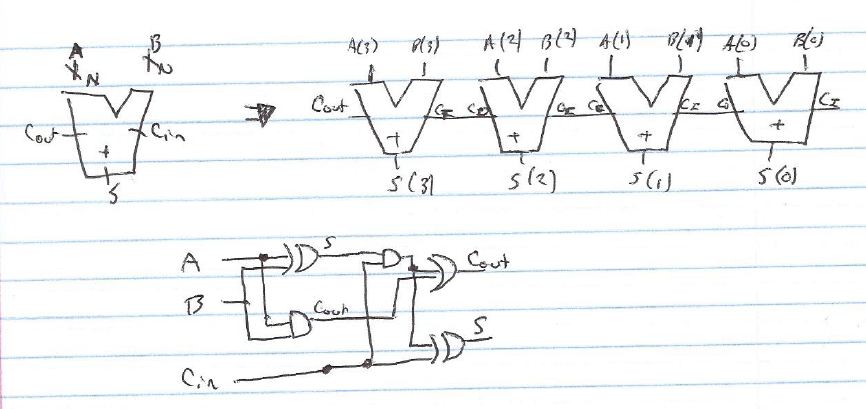 A B
N N
Cout Cin
+
S
A(3) B(3) A(2) B(2) A(1) B(1) A(0) B(0)
Cout CI CO CI CO CI CO CI
+ + + +
S(3) S(2) S(1) S(0)
A S Cout
B Cout
S
Cin